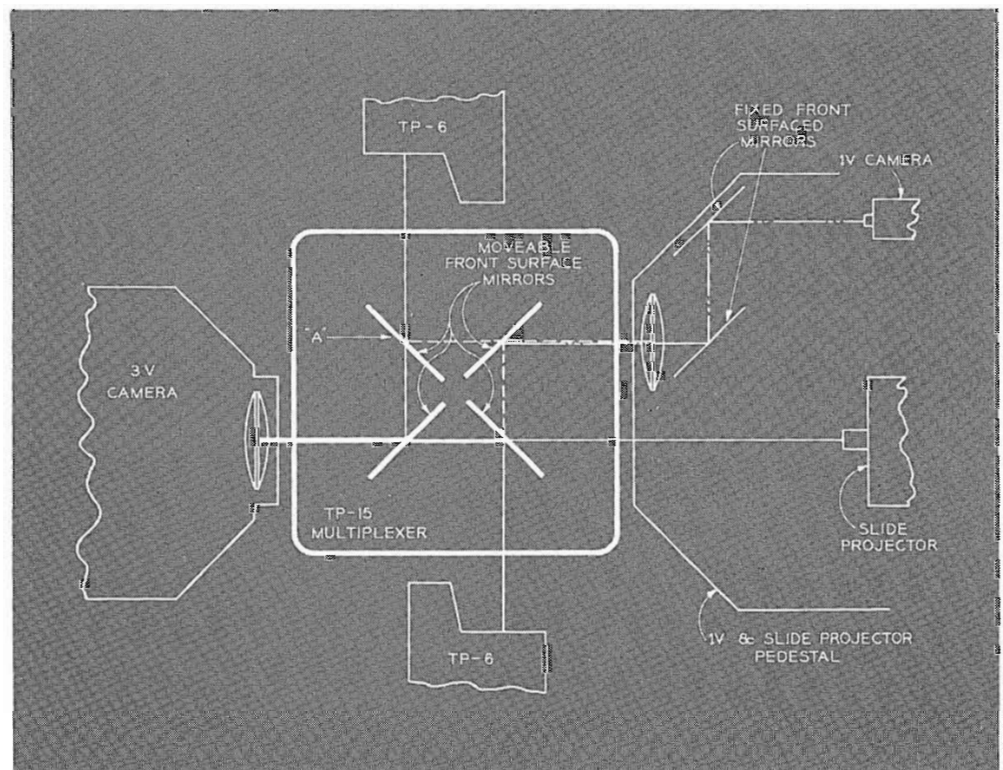 TP-6
FIXED FRONT
SURFACED
MIRRORS
1V CAMERA
MOVEABLE
FRONT SURFACE
MIRRORS
"A"
3V
CAMERA
TP-15
MULTIPLEXER
SLIDE
PROJECTOR
TP-6
1V & SLIDE PROJECTOR
PEDESTAL